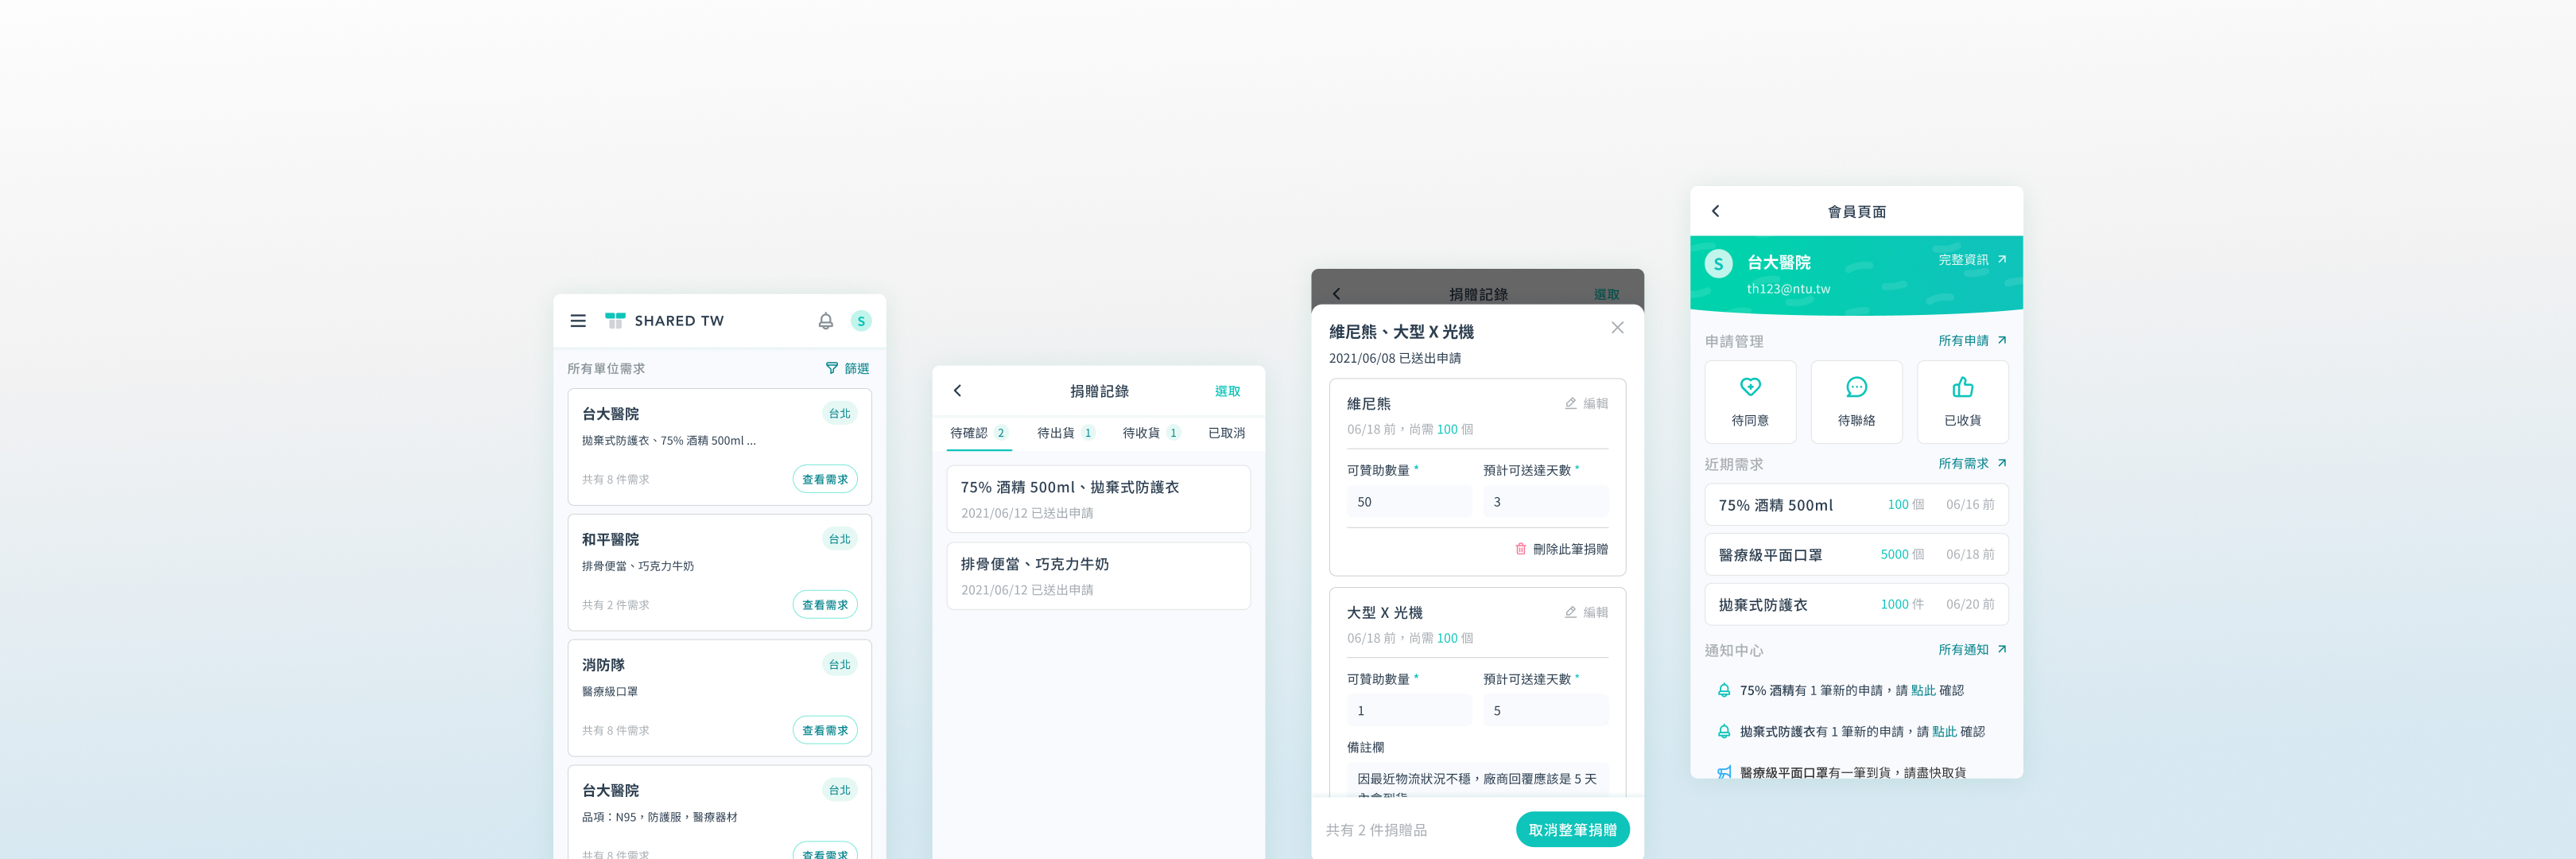 SHARED TW
S
所有單位需求
篩選
台大醫院
台北
拋棄式防護衣、75% 酒精 500ml ...
共有 8 件需求
查看需求
和平醫院
台北
排骨便當、巧克力牛奶
共有 2 件需求
查看需求
消防隊
台北
醫療級口罩
共有 8 件需求
查看需求
台大醫院
台北
品項：N95，防護服，醫療器材
共有 8 件需求
查看需求
捐贈記錄
選取
待確認 2
待出貨 1
待收貨 1
已取消
75% 酒精 500ml、拋棄式防護衣
2021/06/12 已送出申請
排骨便當、巧克力牛奶
2021/06/12 已送出申請
捐贈記錄
選取
維尼熊、大型 X 光機
2021/06/08 已送出申請
維尼熊
編輯
06/18 前，尚需 100 個
可贊助數量 *
預計可送達天數 *
50
3
刪除此筆捐贈
大型 X 光機
編輯
06/18 前，尚需 100 個
可贊助數量 *
預計可送達天數 *
1
5
備註欄
因最近物流狀況不穩，廠商回覆應該是 5 天
共有 2 件捐贈品
取消整筆捐贈
會員頁面
S
台大醫院
完整資訊
th123@ntu.tw
申請管理
所有申請
待同意
待聯絡
已收貨
近期需求
所有需求
75% 酒精 500ml
100 個
06/16 前
醫療級平面口罩
5000 個
06/18 前
拋棄式防護衣
1000 件
06/20 前
通知中心
所有通知
75% 酒精有 1 筆新的申請，請 點此 確認
拋棄式防護衣有 1 筆新的申請，請 點此 確認
醫療級平面口罩有一筆到貨，請盡快取貨